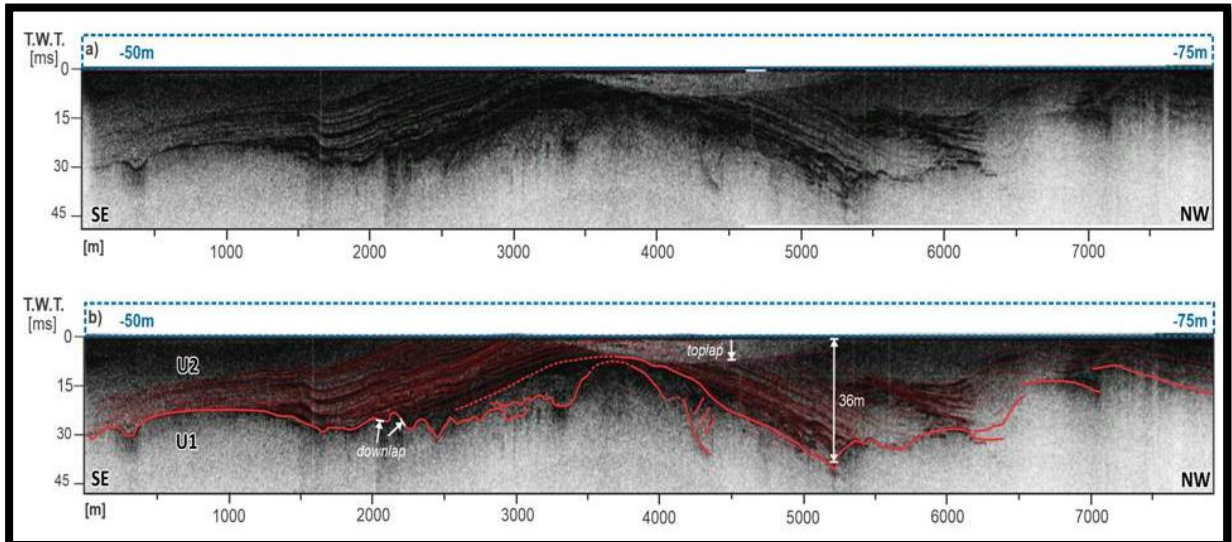 T.W.T.
[ms]
a)
-50m
-75m
0
15
30
45
SE
NW
[m]
1000
2000
3000
4000
5000
6000
7000
T.W.T.
[ms]
b)
-50m
-75m
0
15
30
45
U2
U1
toplap
36m
downlap
SE
NW
[m]
1000
2000
3000
4000
5000
6000
7000